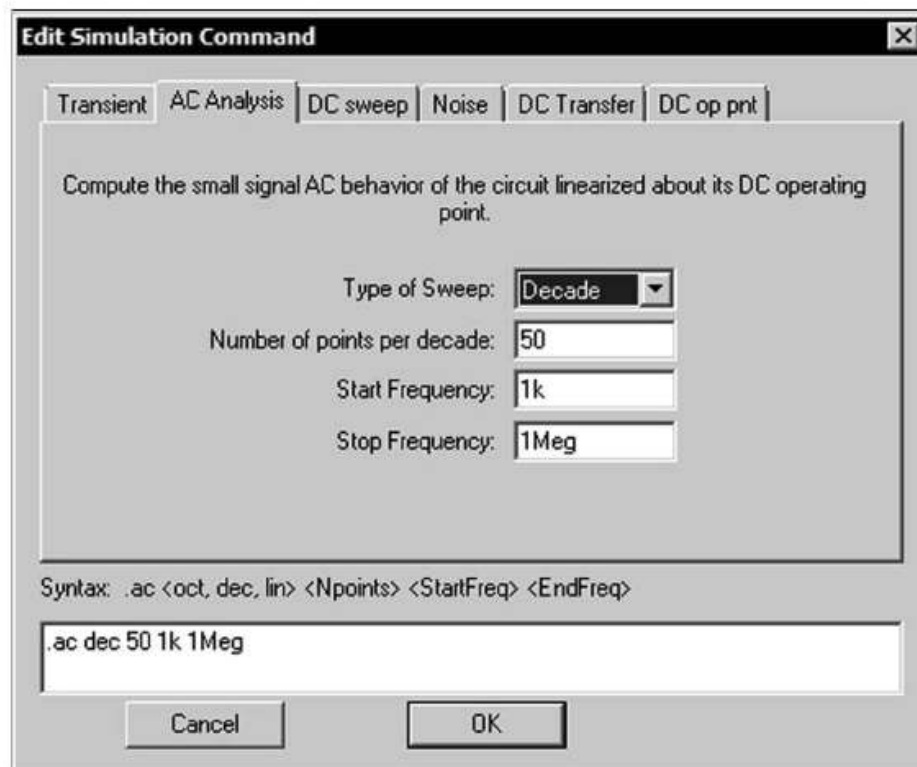 Edit Simulation Command
Transient AC Analysis DC sweep Noise DC Transfer DC op pnt
Compute the small signal AC behavior of the circuit linearized about its DC operating
point.
Type of Sweep: Decade
Number of points per decade: 50
Start Frequency: 1k
Stop Frequency: 1Meg
Syntax: .ac <oct, dec, lin> <Npoints> <StartFreq> <EndFreq>
.ac dec 50 1k 1Meg
Cancel OK